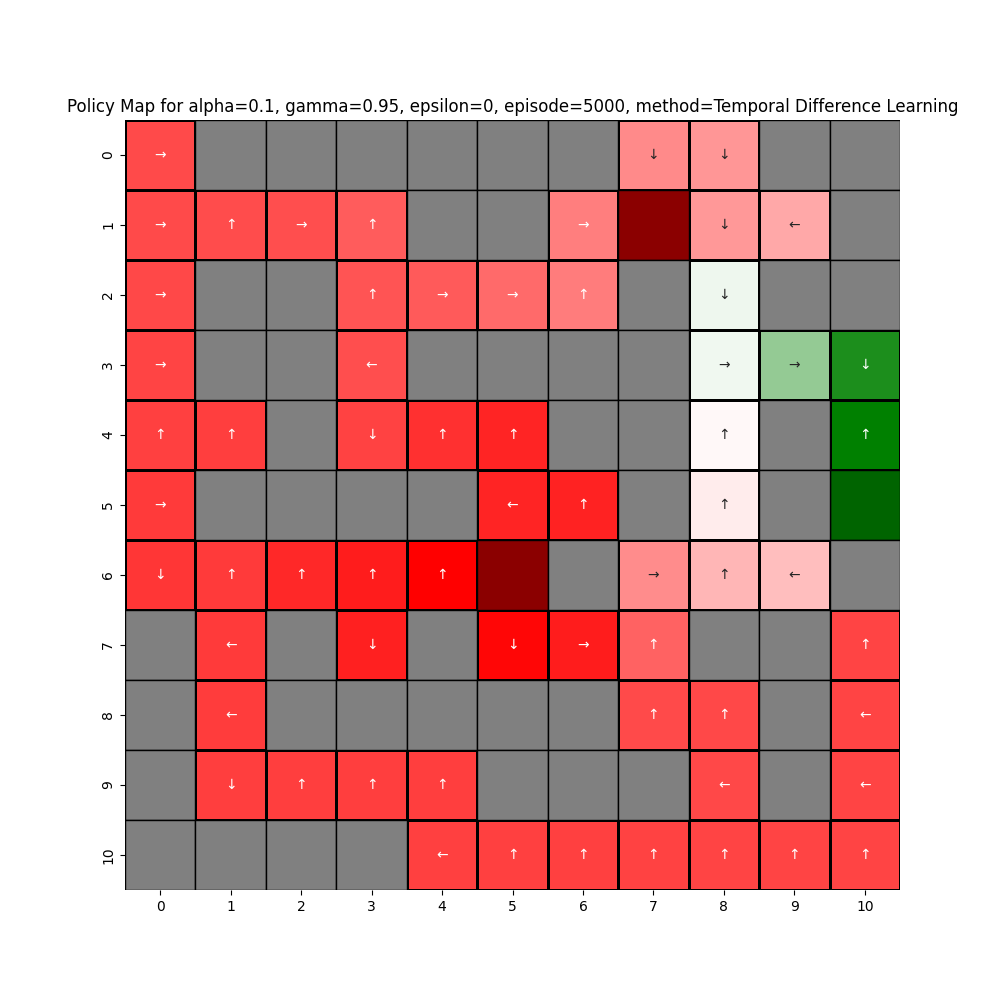 Policy Map for alpha=0.1, gamma=0.95, epsilon=0, episode=5000, method=Temporal Difference Learning
0 → ↓ ↓
1 → ↑ → ↑ → ↓ ←
2 → ↑ → → ↑ ↓
3 → ← → → ↓
4 ↑ ↑ ↓ ↑ ↑ ↑ ↑
5 → ← ↑ ↑
6 ↓ ↑ ↑ ↑ ↑ → ↑ ←
7 ← ↓ ↓ → ↑ ↑
8 ← ↑ ↑ ←
9 ↓ ↑ ↑ ↑ ← ←
10 ← ↑ ↑ ↑ ↑ ↑ ↑
0 1 2 3 4 5 6 7 8 9 10